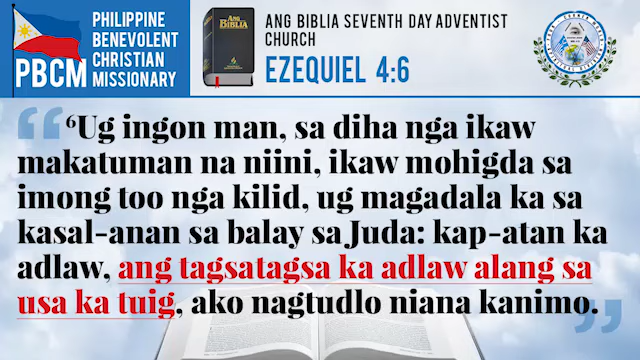 PHILIPPINE
BENEVOLENT
CHRISTIAN
MISSIONARY
PBCM
ANG BIBLIA SEVENTH DAY ADVENTIST
CHURCH
EZEQUIEL 4:6
ANG
BIBLIA
“⁶Ug ingon man, sa diha nga ikaw
makatuman na niini, ikaw mohigda sa
imong too nga kilid, ug magadala ka sa
kasal-anan sa balay sa Juda: kap-atan ka
adlaw, ang tagsatagsa ka adlaw alang sa
usa ka tuig, ako nagtudlo niana kanimo.”